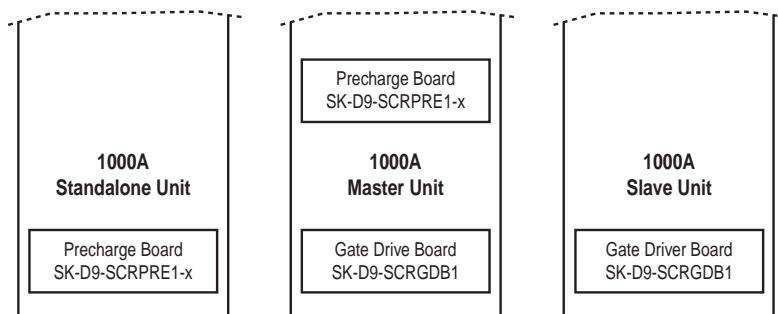 1000A
Standalone Unit
Precharge Board
SK-D9-SCRPRE1-x
Precharge Board
SK-D9-SCRPRE1-x
1000A
Master Unit
Gate Drive Board
SK-D9-SCRGDB1
1000A
Slave Unit
Gate Driver Board
SK-D9-SCRGDB1